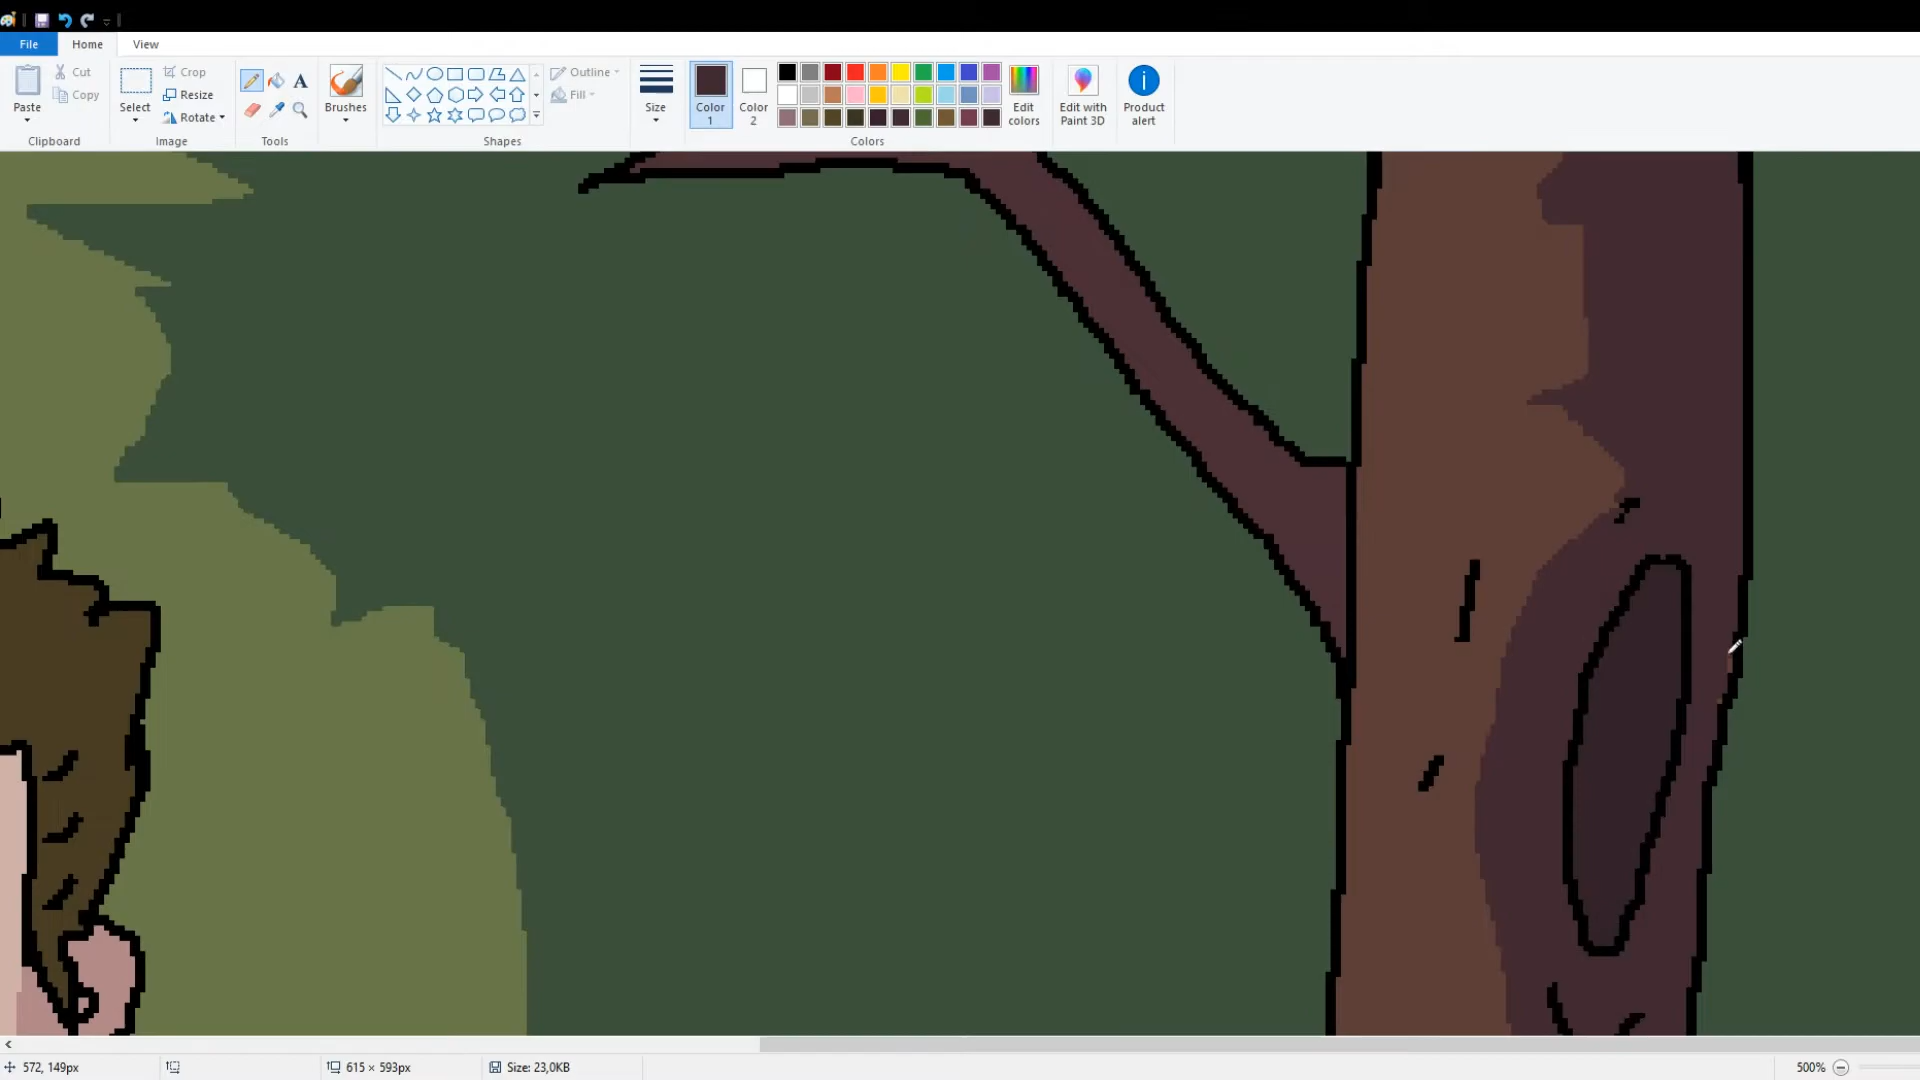 File Home View
Paste
Cut
Copy
Clipboard
Select
Crop
Resize
Rotate
Image
A
Tools
Brushes
Outline
Fill
Shapes
Size
Color 1
Color 2
Edit colors
Colors
Edit with Paint 3D
Product alert
572, 149px
615 × 593px
Size: 23,0KB
500%